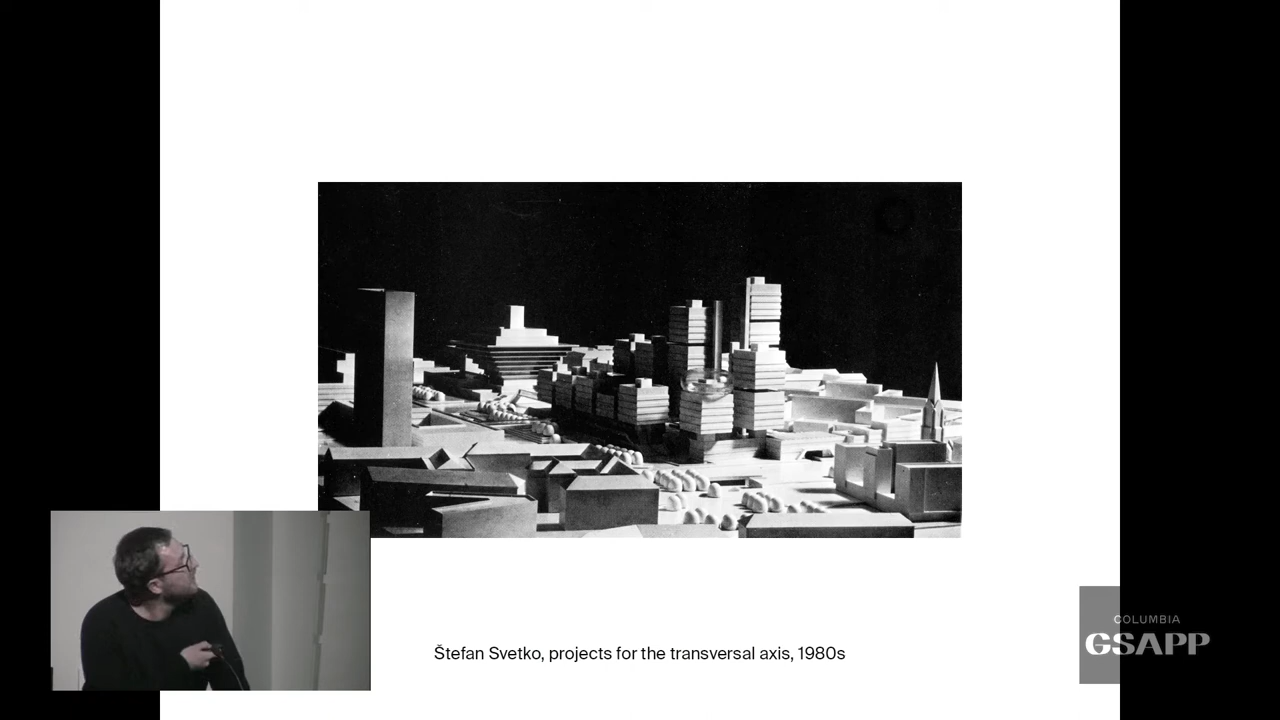 COLUMBIA
GSAPP
Štefan Svetko, projects for the transversal axis, 1980s